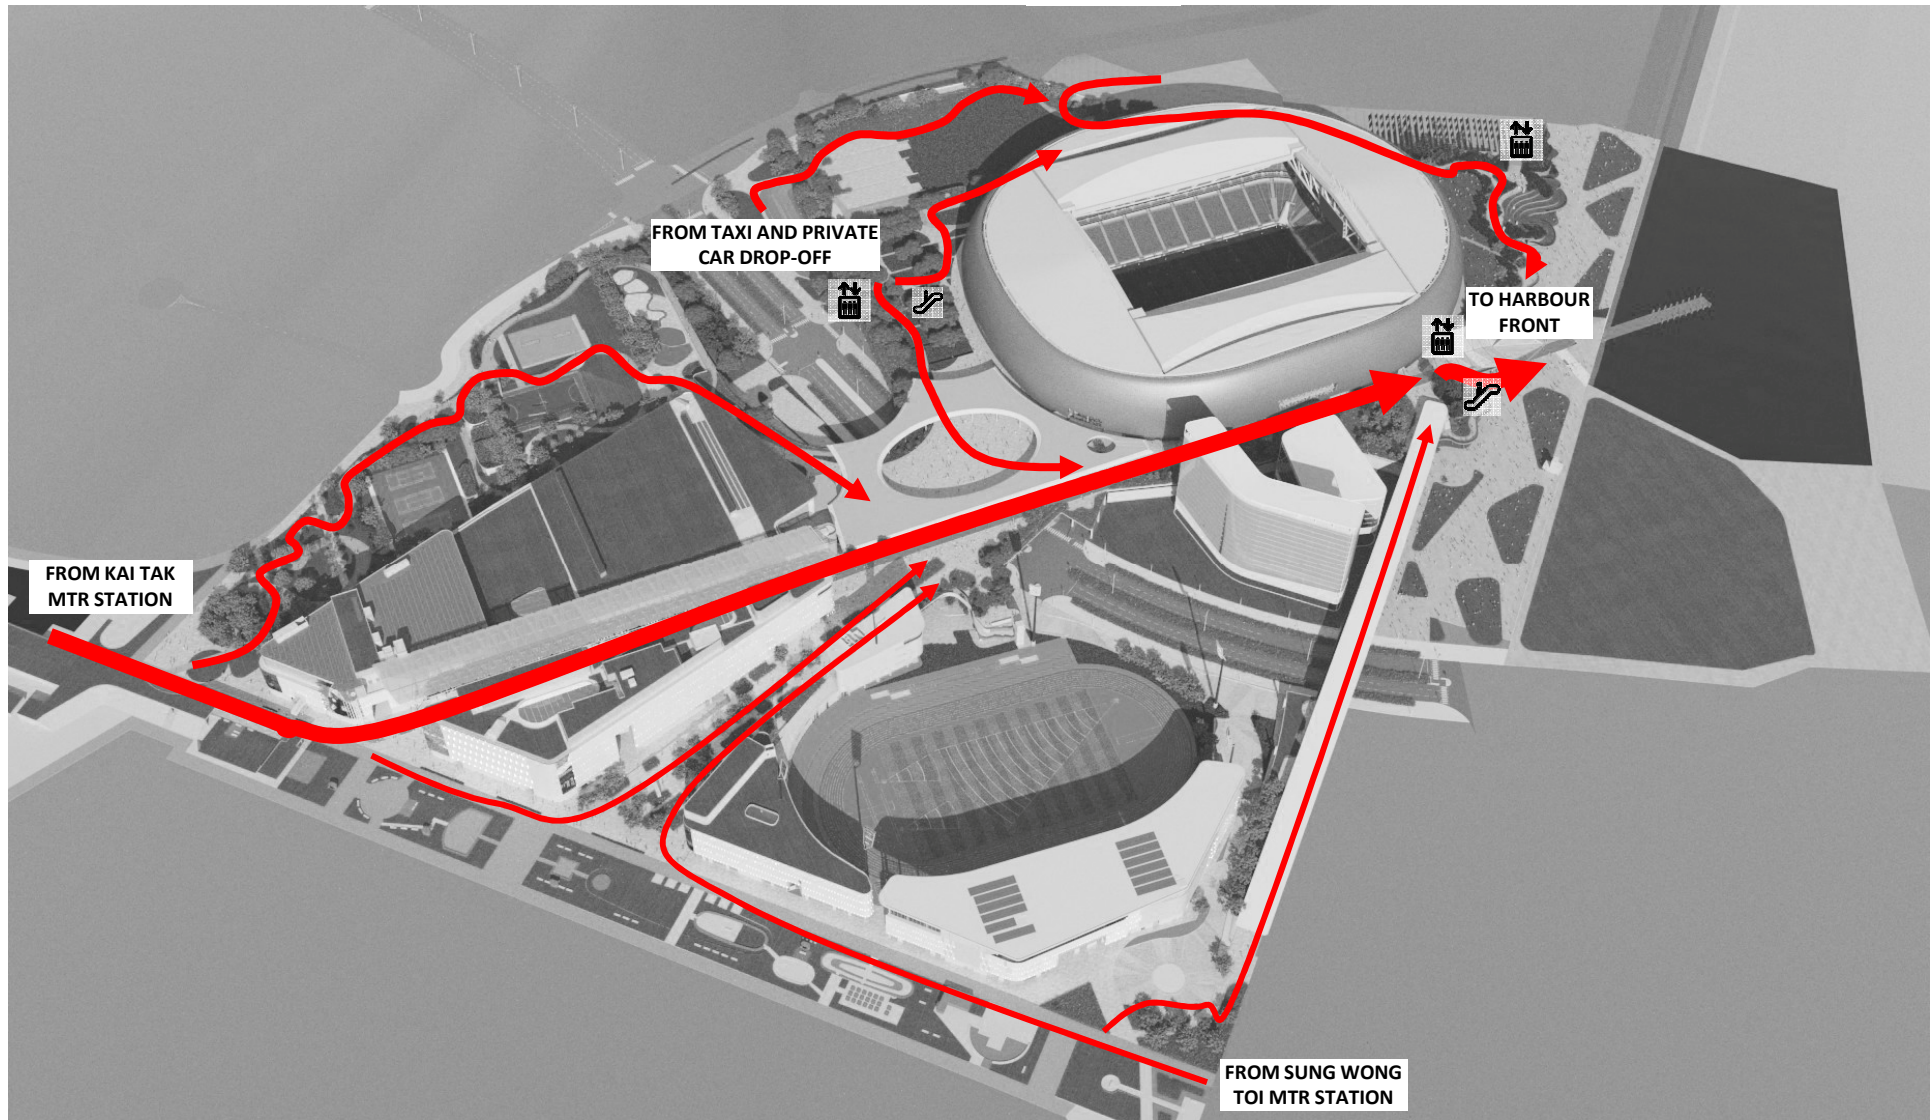 FROM TAXI AND PRIVATE
CAR DROP-OFF
TO HARBOUR
FRONT
FROM KAI TAK
MTR STATION
FROM SUNG WONG
TOI MTR STATION